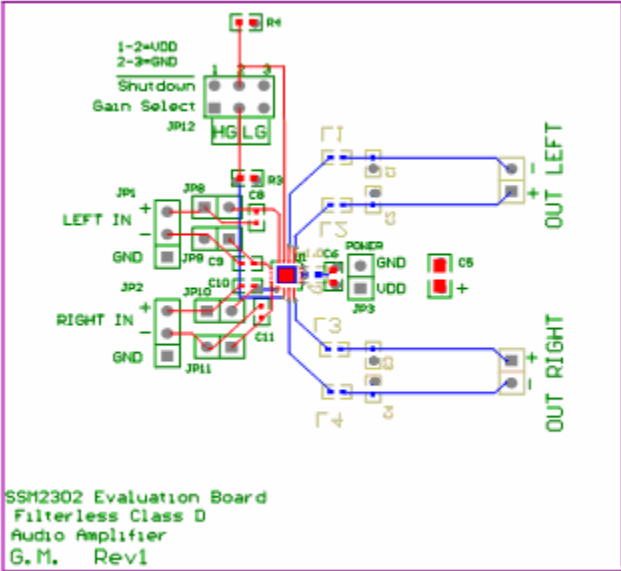 R4
1-2=VDD
2-3=GND
1 2 3
Shutdown
Gain Select
JP12
HG LG
L1
R3
JP1
JP8
C8
LEFT IN
+
−
GND
JP9
C9
L2
OUT LEFT
−
+
U1
C6
POWER
GND
VDD
JP3
C5
+
JP2
C10
JP10
RIGHT IN
+
−
GND
JP11
C11
L3
L4
OUT RIGHT
+
−
SSM2302 Evaluation Board
Filterless Class D
Audio Amplifier
G.M. Rev1